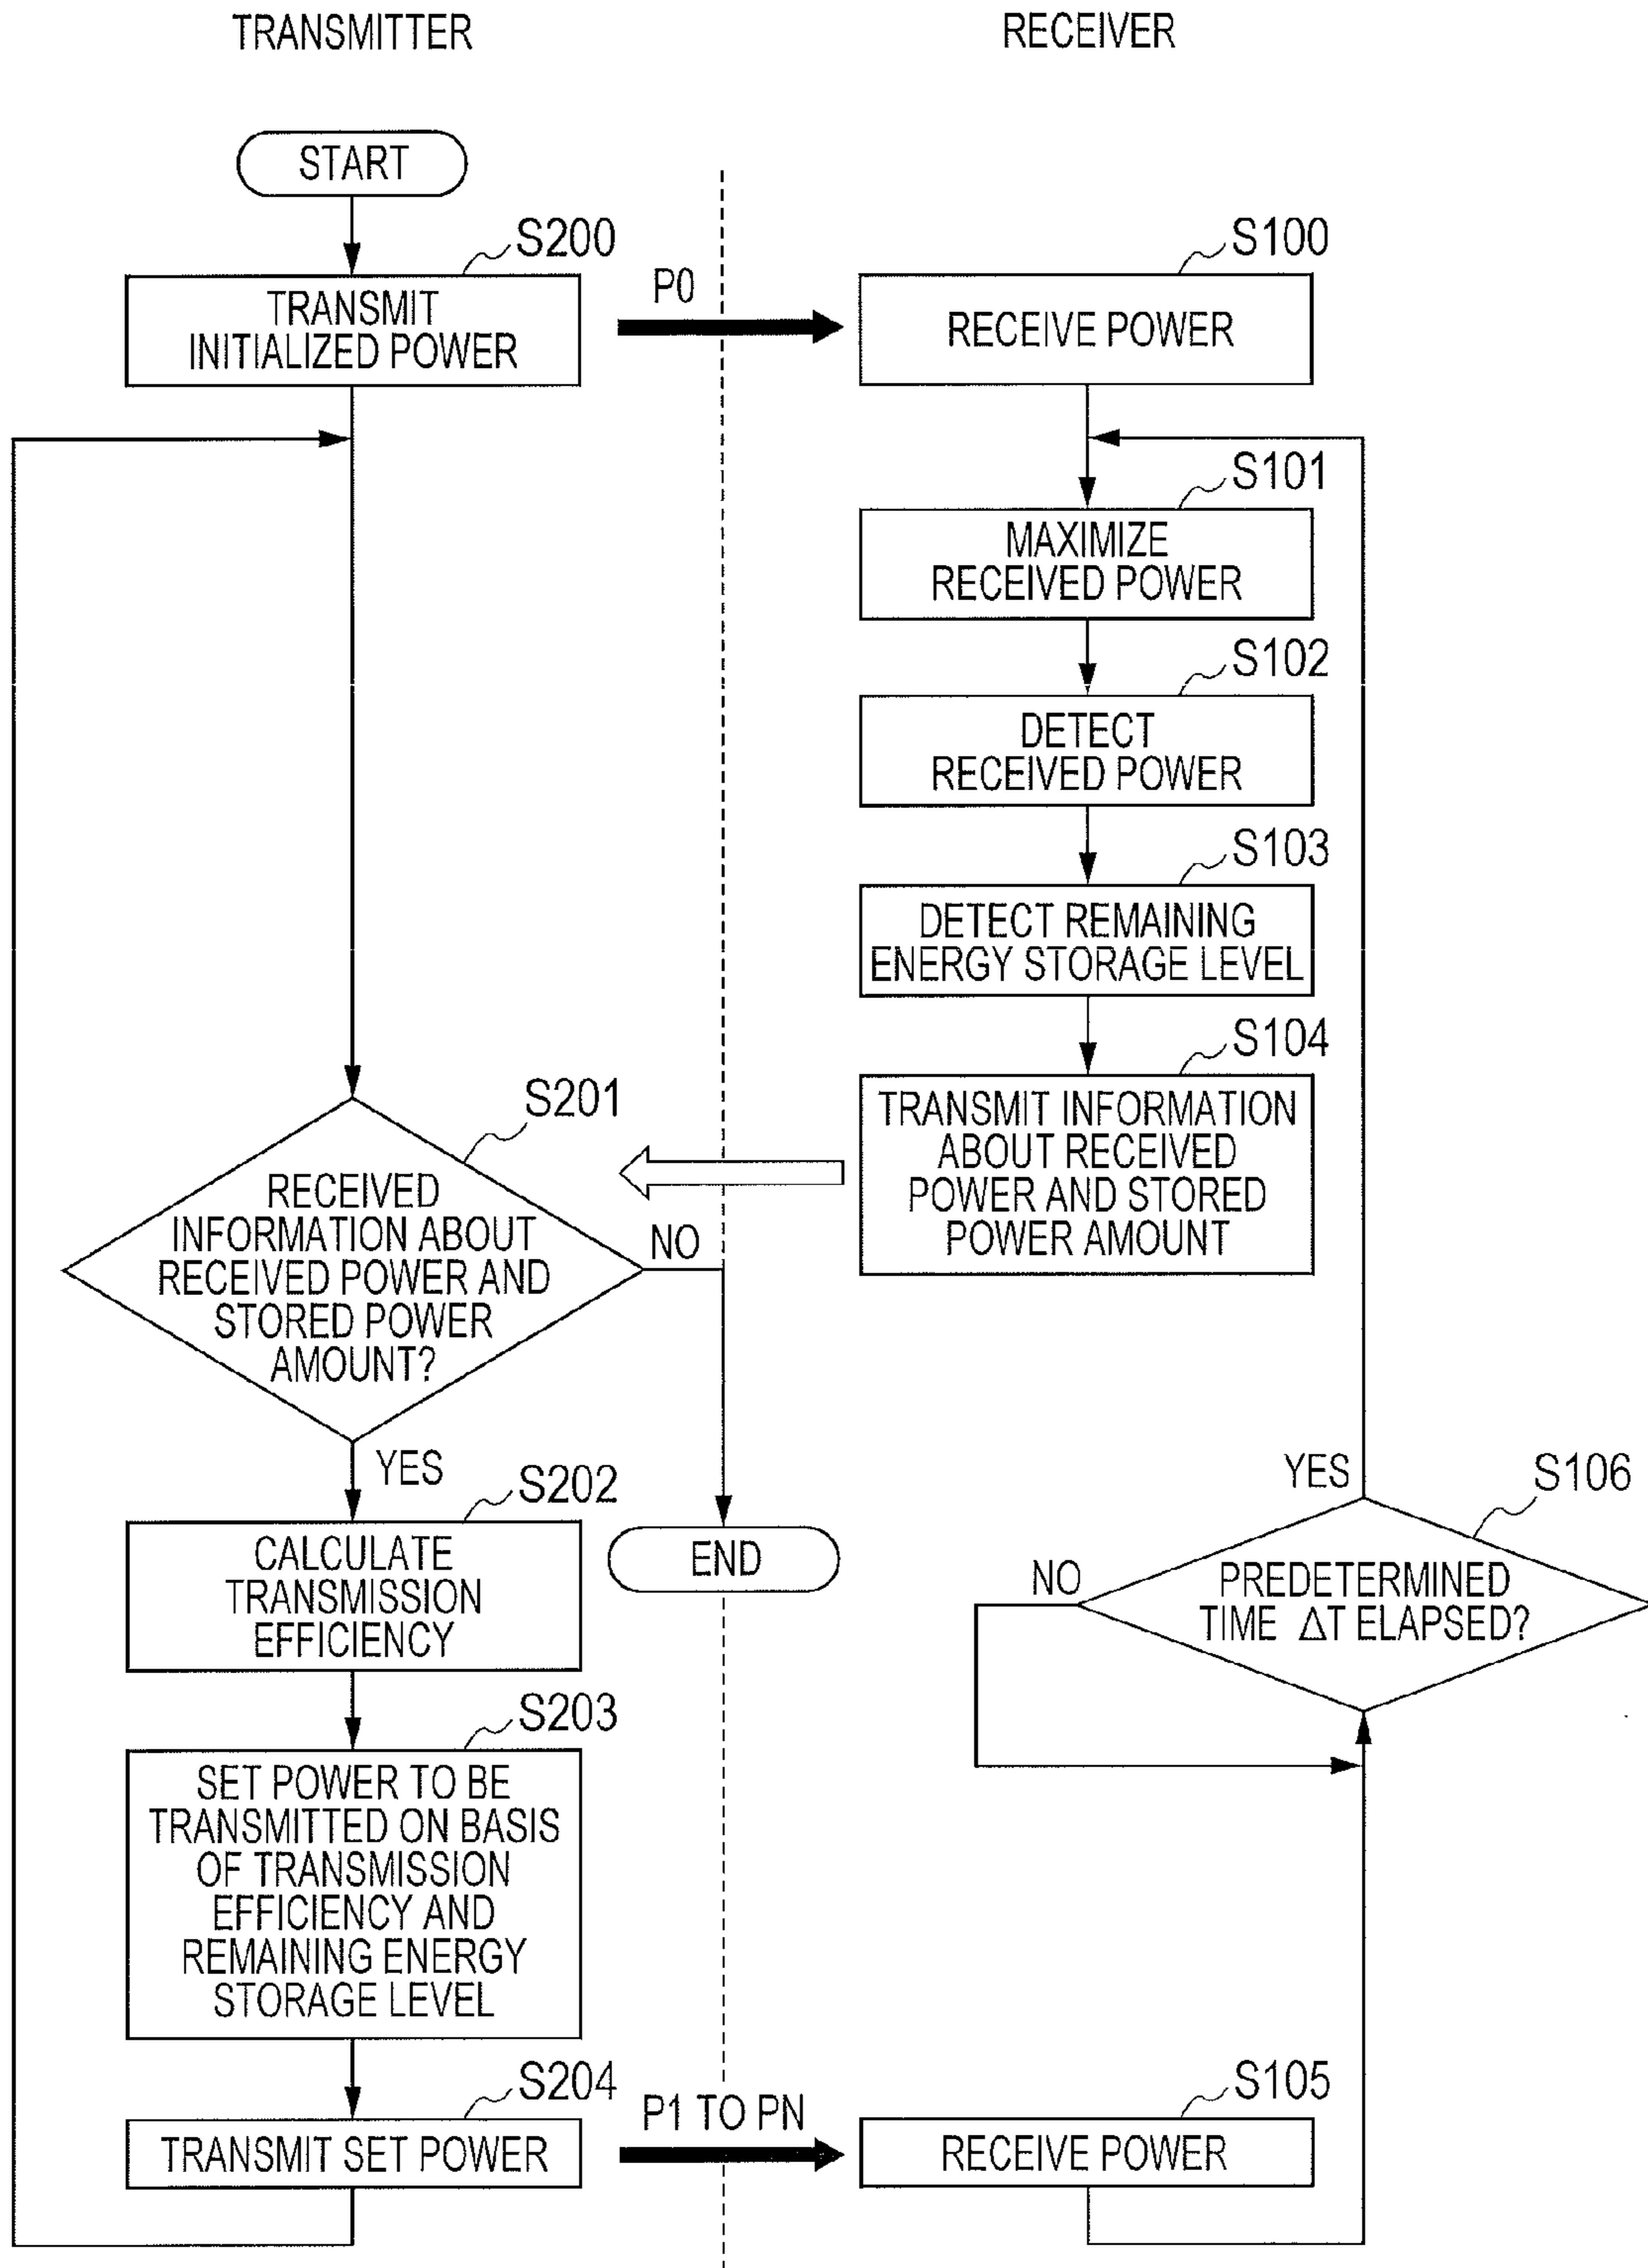 TRANSMITTER
RECEIVER
START
S200
TRANSMIT
INITIALIZED POWER
P0
S100
RECEIVE POWER
S101
MAXIMIZE
RECEIVED POWER
S102
DETECT
RECEIVED POWER
S103
DETECT REMAINING
ENERGY STORAGE LEVEL
S104
TRANSMIT INFORMATION
ABOUT RECEIVED
POWER AND STORED
POWER AMOUNT
S201
RECEIVED
INFORMATION ABOUT
RECEIVED POWER AND
STORED POWER
AMOUNT?
NO
YES
S202
CALCULATE
TRANSMISSION
EFFICIENCY
END
YES
S106
NO
PREDETERMINED
TIME ΔT ELAPSED?
S203
SET POWER TO BE
TRANSMITTED ON BASIS
OF TRANSMISSION
EFFICIENCY AND
REMAINING ENERGY
STORAGE LEVEL
S204
TRANSMIT SET POWER
P1 TO PN
S105
RECEIVE POWER